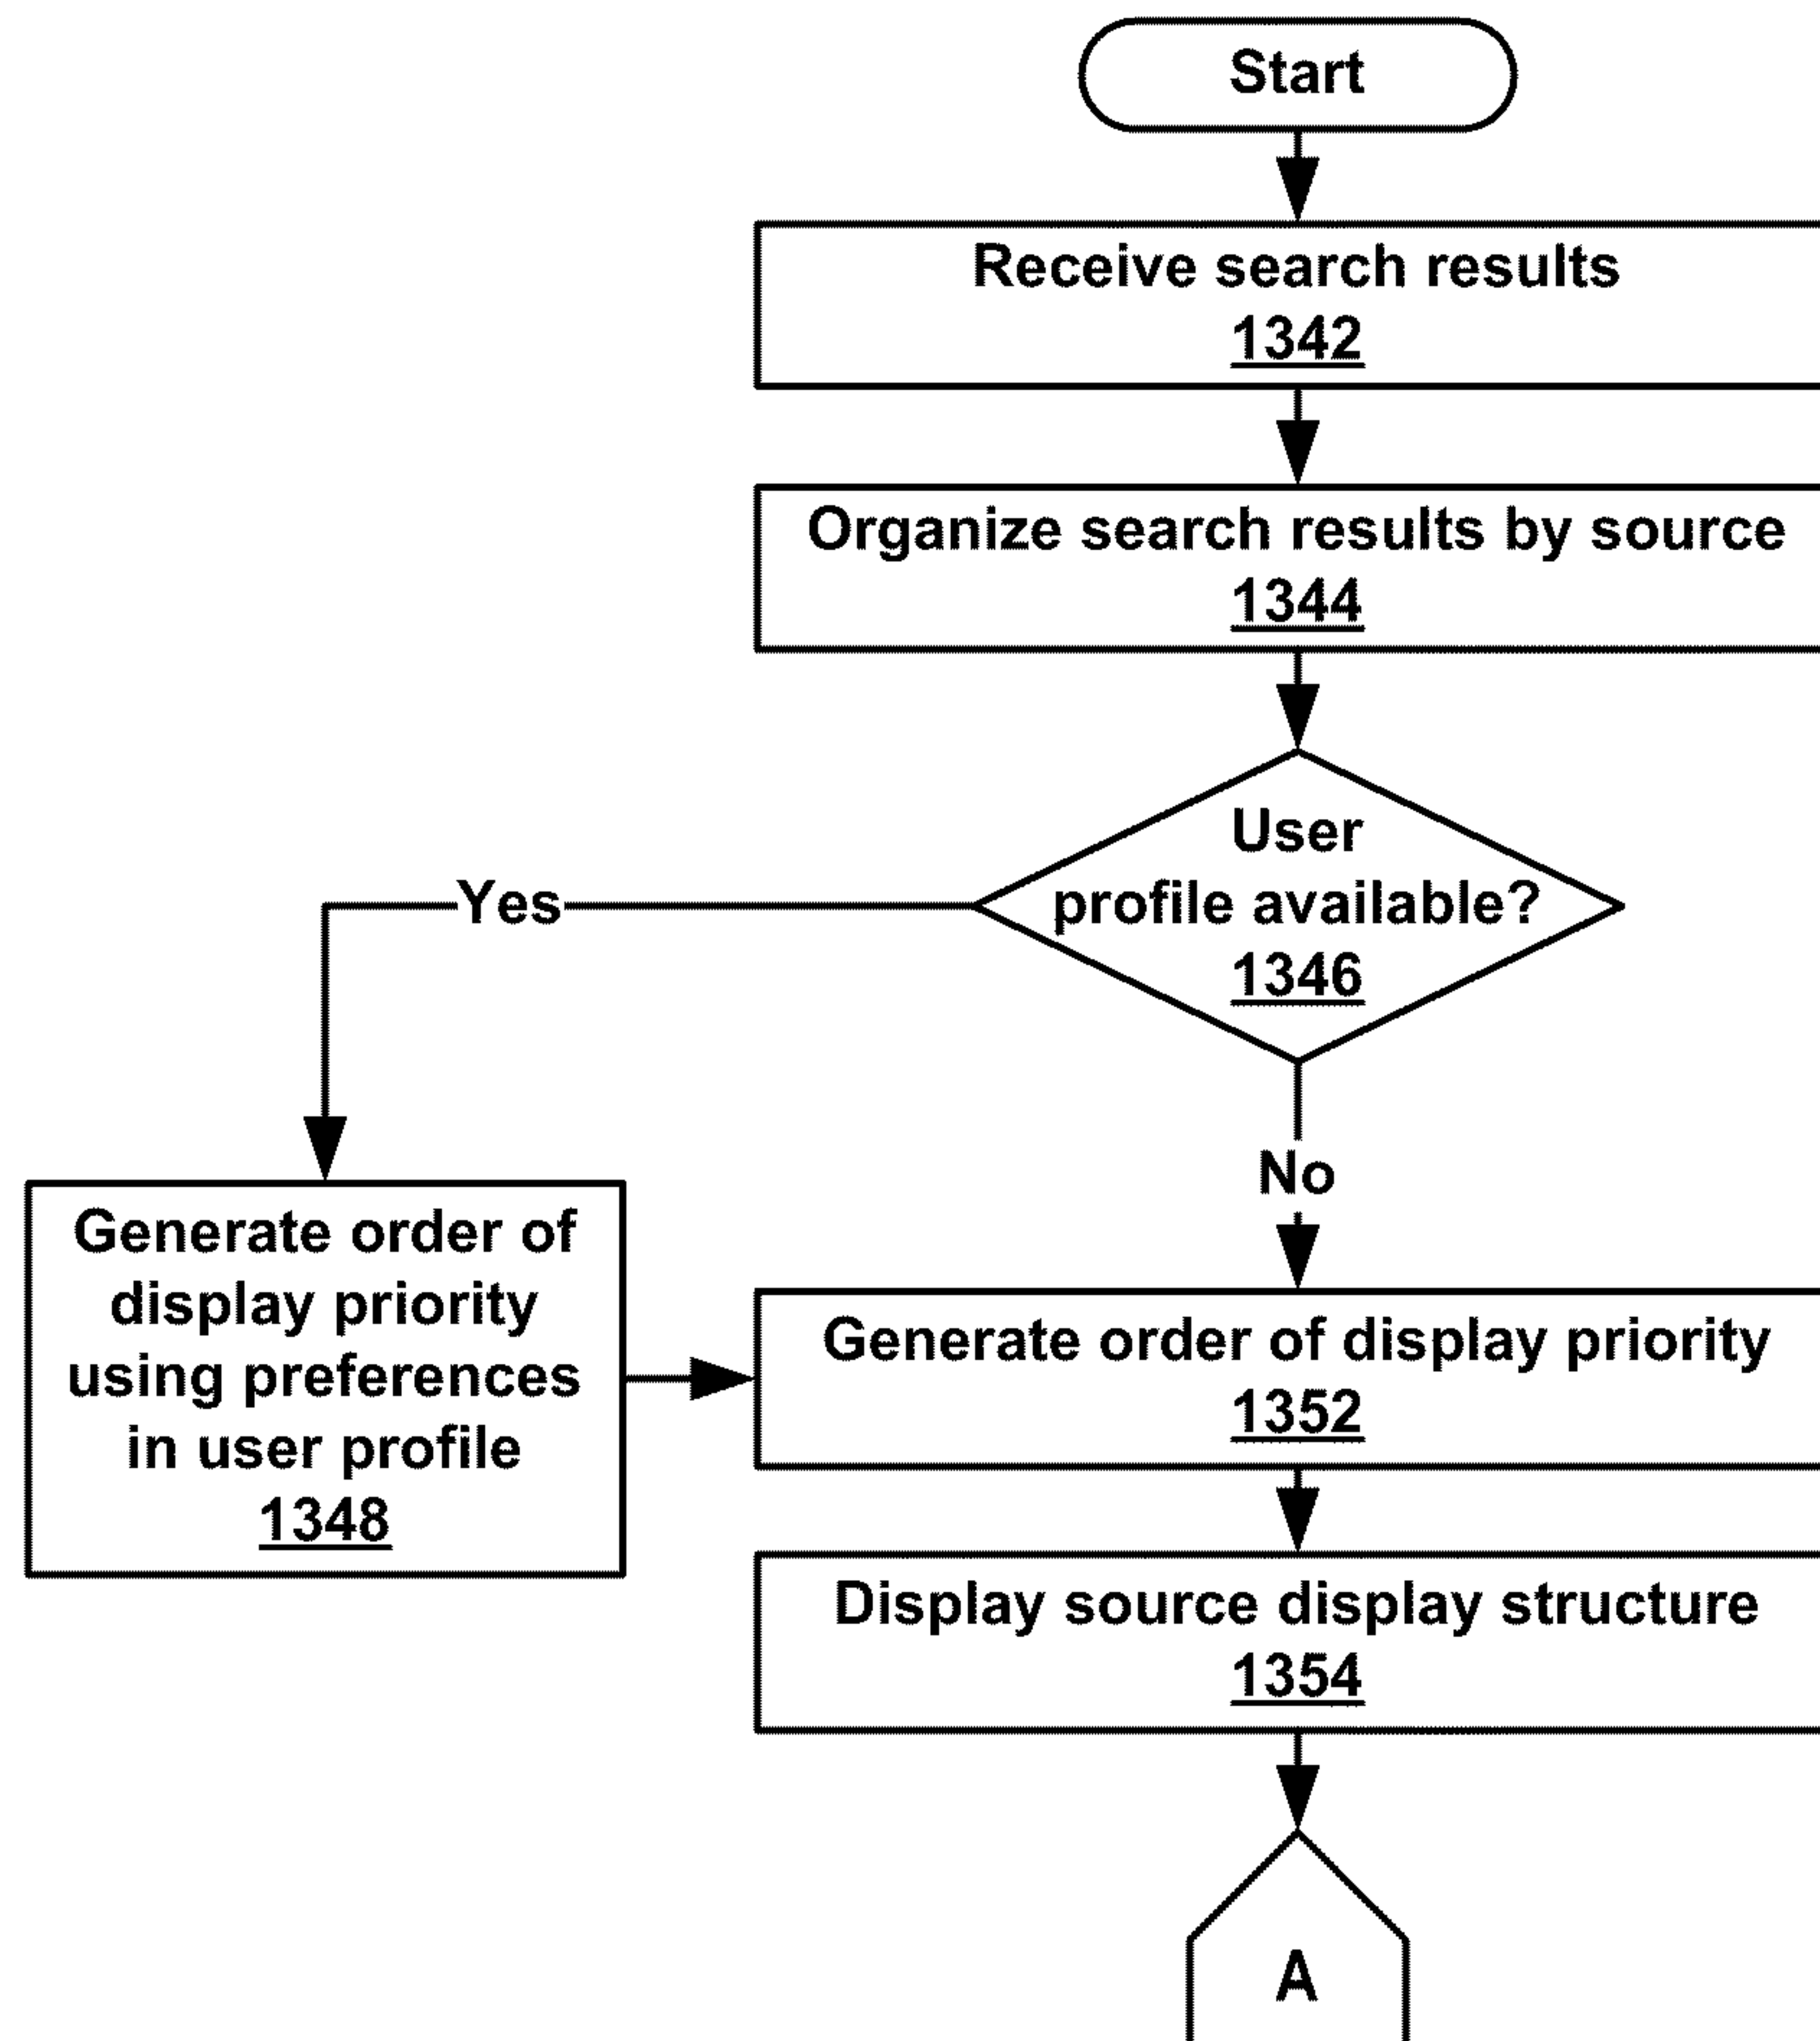 Start
Receive search results
1342
Organize search results by source
1344
User
profile available?
1346
Yes
No
Generate order of
display priority
using preferences
in user profile
1348
Generate order of display priority
1352
Display source display structure
1354
A